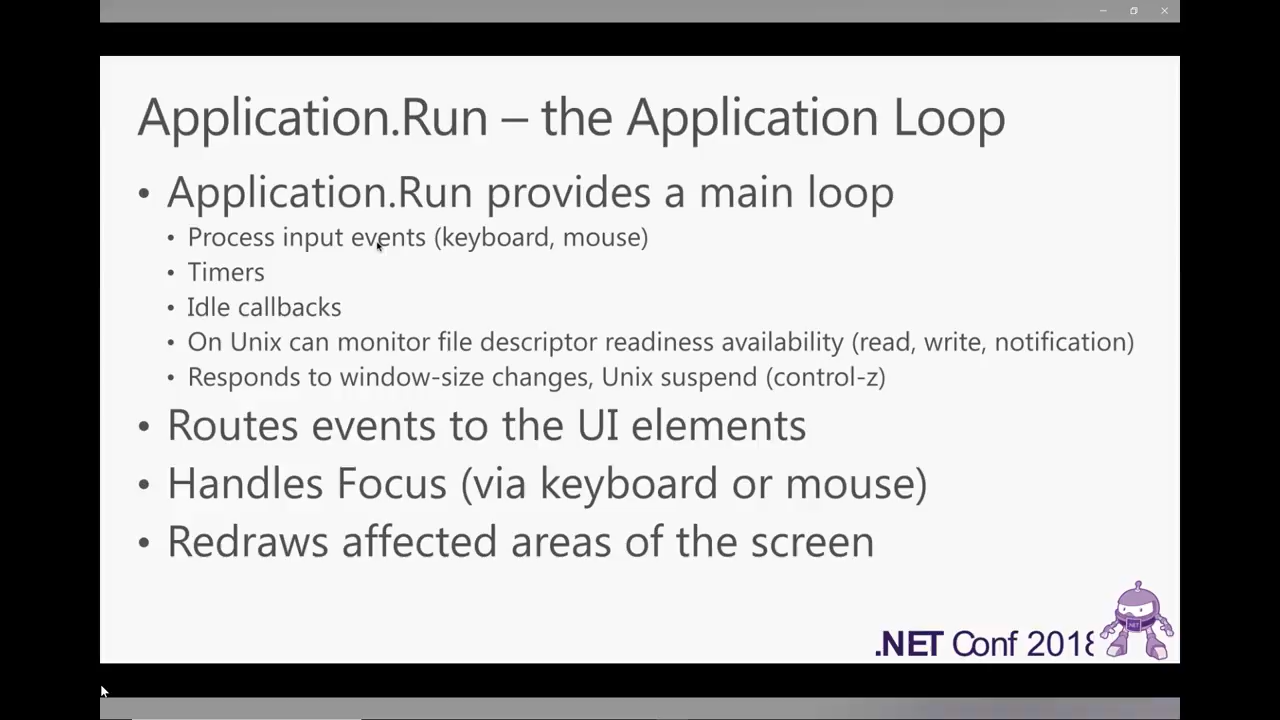 Application.Run – the Application Loop
• Application.Run provides a main loop
• Process input events (keyboard, mouse)
• Timers
• Idle callbacks
• On Unix can monitor file descriptor readiness availability (read, write, notification)
• Responds to window-size changes, Unix suspend (control-z)
• Routes events to the UI elements
• Handles Focus (via keyboard or mouse)
• Redraws affected areas of the screen
.NET Conf 2018
.NET